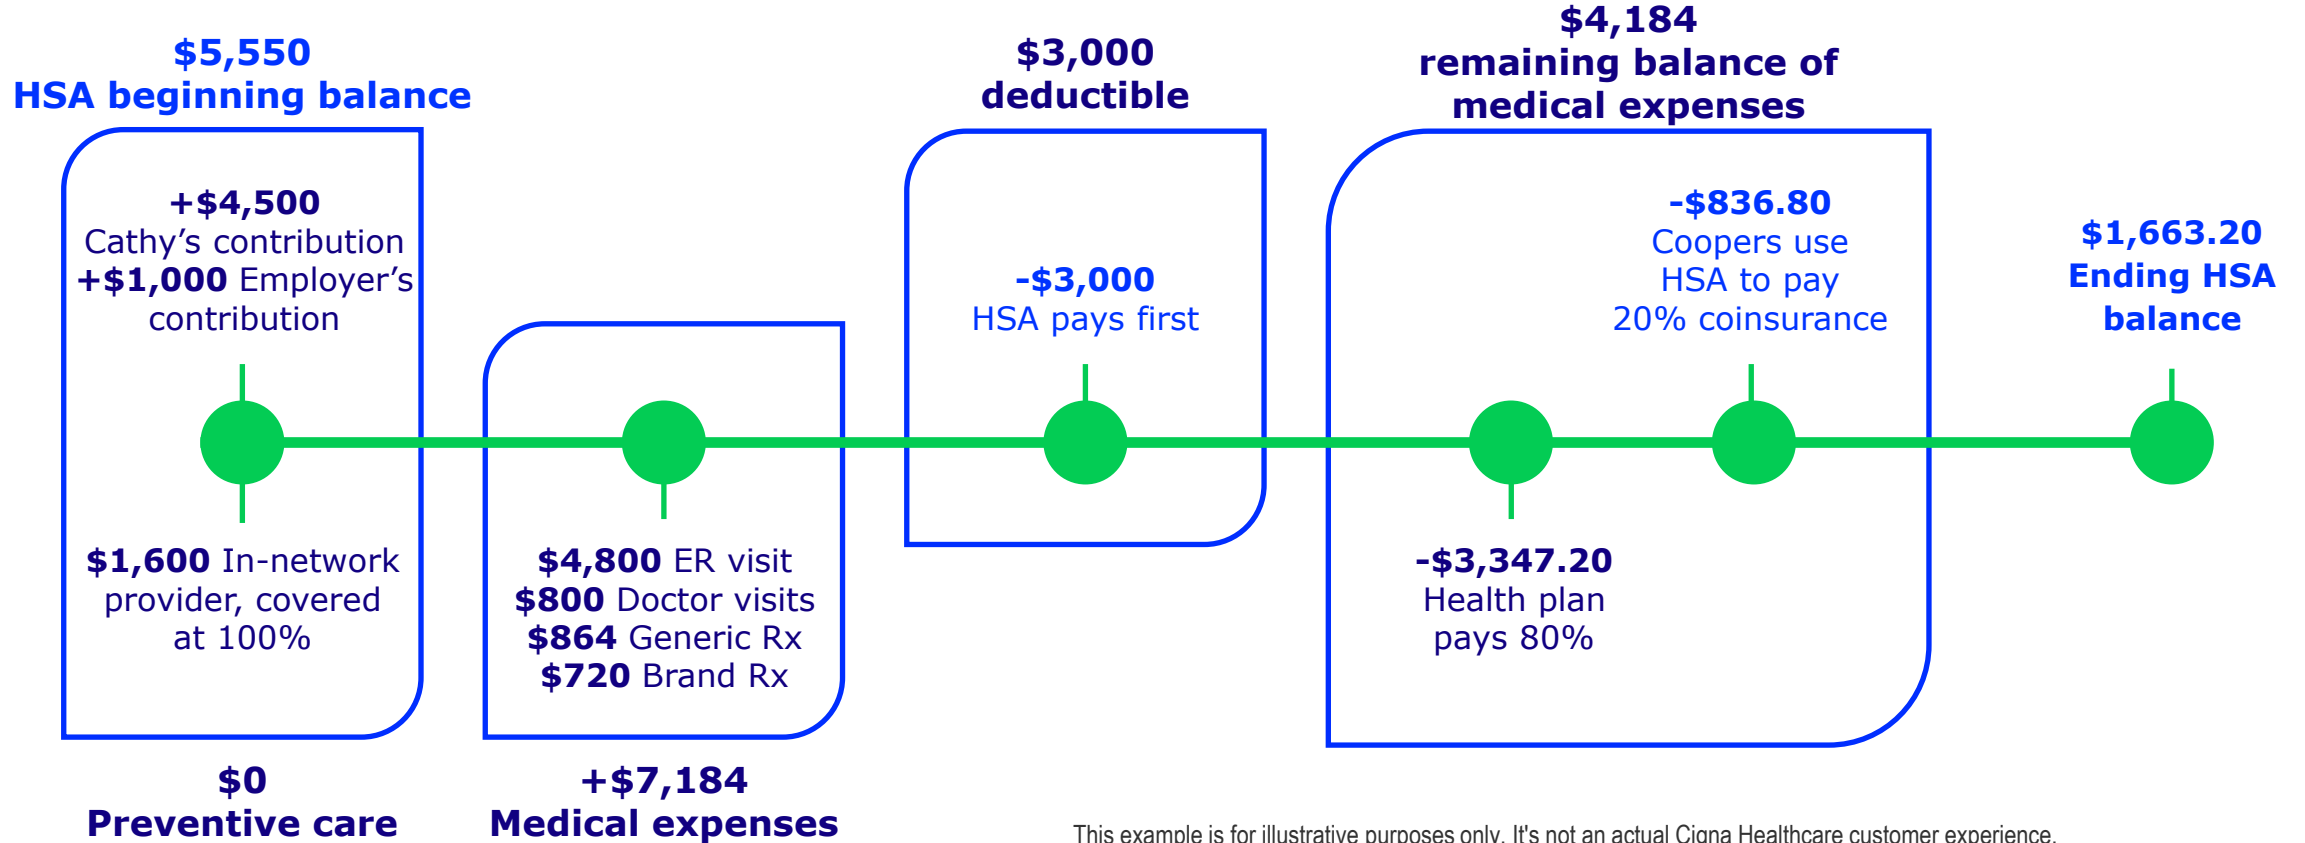 $5,550
HSA beginning balance
+$4,500
Cathy’s contribution
+$1,000 Employer’s
contribution
$1,600 In-network
provider, covered
at 100%
$0
Preventive care
$4,800 ER visit
$800 Doctor visits
$864 Generic Rx
$720 Brand Rx
+$7,184
Medical expenses
$3,000
deductible
-$3,000
HSA pays first
$4,184
remaining balance of
medical expenses
-$3,347.20
Health plan
pays 80%
-$836.80
Coopers use
HSA to pay
20% coinsurance
$1,663.20
Ending HSA
balance
This example is for illustrative purposes only. It's not an actual Cigna Healthcare customer experience.